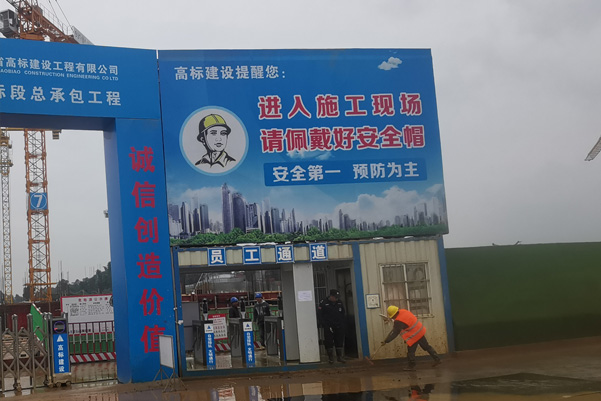 省高标建设工程有限公司
GAOBIAO CONSTRUCTION ENGINEERING CO LTD
标段总承包工程
诚信创造价值
高标建设提醒您:
进入施工现场
请佩戴好安全帽
安全第一 预防为主
员工通道
高标建设
7